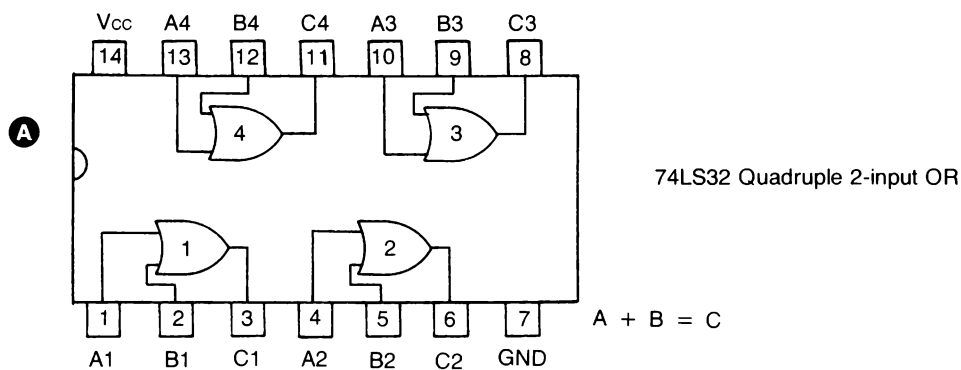 Vcc A4 B4 C4 A3 B3 C3
14 13 12 11 10 9 8
A
4 3
74LS32 Quadruple 2-input OR
1 2
1 2 3 4 5 6 7
A + B = C
A1 B1 C1 A2 B2 C2 GND